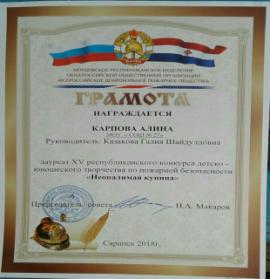 МОРДОВСКОЕ РЕСПУБЛИКАНСКОЕ ОТДЕЛЕНИЕ
ОБЩЕРОССИЙСКОЙ ОБЩЕСТВЕННОЙ ОРГАНИЗАЦИИ
«ВСЕРОССИЙСКОЕ ДОБРОВОЛЬНОЕ ПОЖАРНОЕ ОБЩЕСТВО»
ГРАМОТА
НАГРАЖДАЕТСЯ
КАРПОВА АЛИНА
МОУ « СОШ № 27»
Руководитель: Казакова Галия Шайдулловна
лауреат XV республиканского конкурса детско -
юношеского творчества по пожарной безопасности
«Неопалимая купина»
Председатель совета Н.А. Макаров
Саранск 2018г.